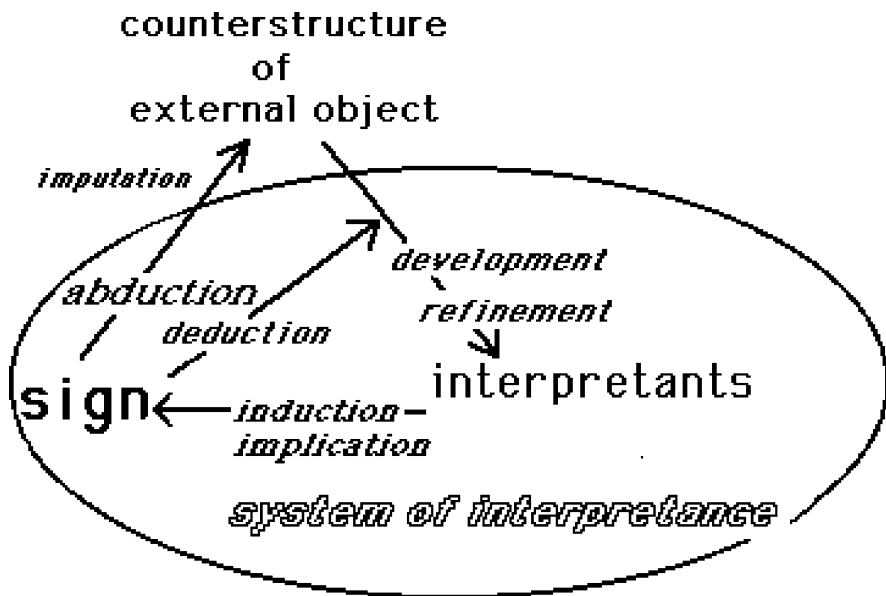 counterstructure
of
external object
imputation
abduction
development
deduction
refinement
sign
interpretants
induction–
implication
system of interpretance